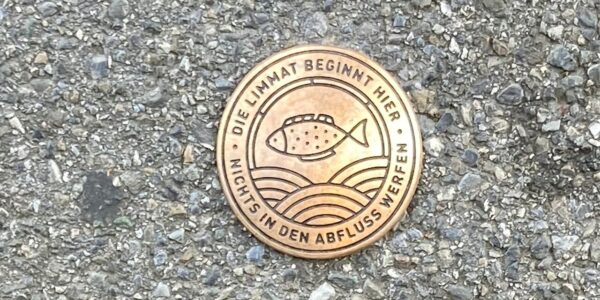 DIE LIMMAT BEGINNT HIER
NICHTS IN DEN ABFLUSS WERFEN